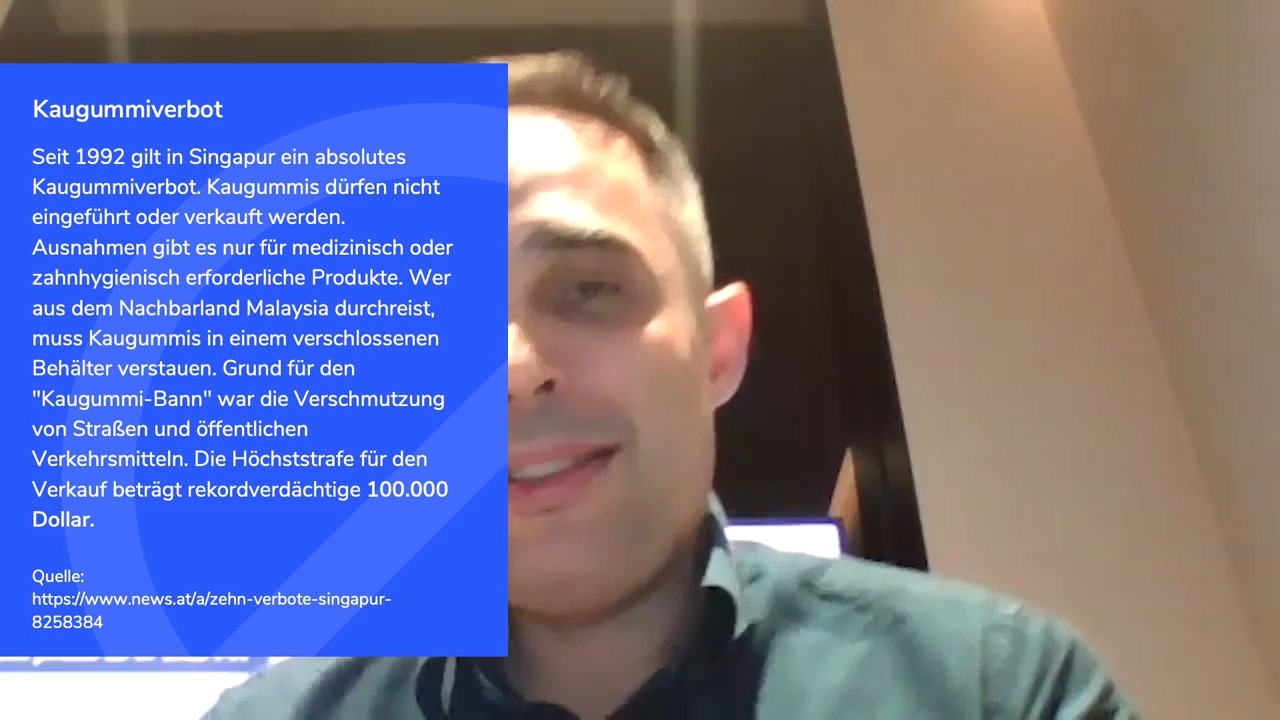 Kaugummiverbot
Seit 1992 gilt in Singapur ein absolutes
Kaugummiverbot. Kaugummis dürfen nicht
eingeführt oder verkauft werden.
Ausnahmen gibt es nur für medizinisch oder
zahnhygienisch erforderliche Produkte. Wer
aus dem Nachbarland Malaysia durchreist,
muss Kaugummis in einem verschlossenen
Behälter verstauen. Grund für den
"Kaugummi-Bann" war die Verschmutzung
von Straßen und öffentlichen
Verkehrsmitteln. Die Höchststrafe für den
Verkauf beträgt rekordverdächtige 100.000
Dollar.
Quelle:
https://www.news.at/a/zehn-verbote-singapur-
8258384